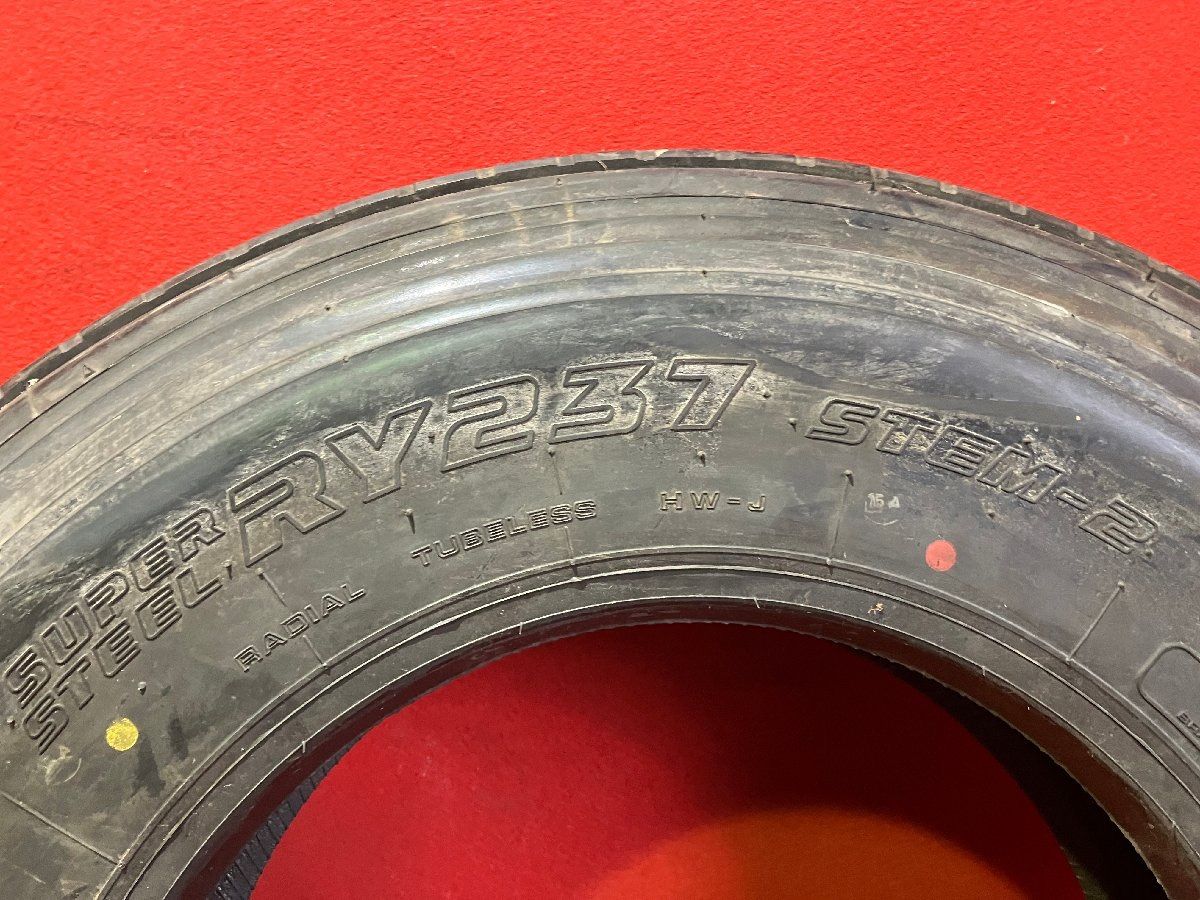 SUPER
STEEL
RY237
STEM-2
RADIAL
TUBELESS
HW-J